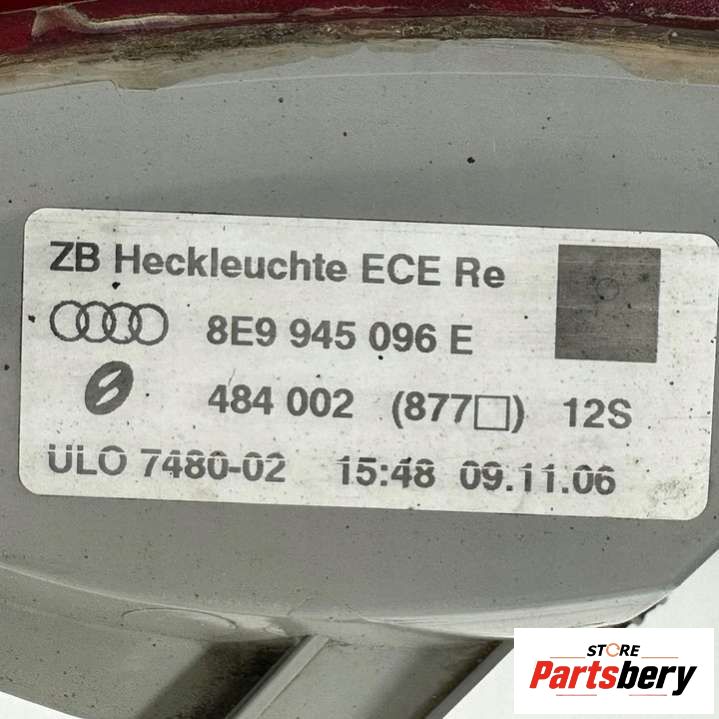 ZB Heckleuchte ECE Re
8E9 945 096 E
484 002 (877□) 12S
ULO 7480-02 15:48 09.11.06
STORE
Partsbery